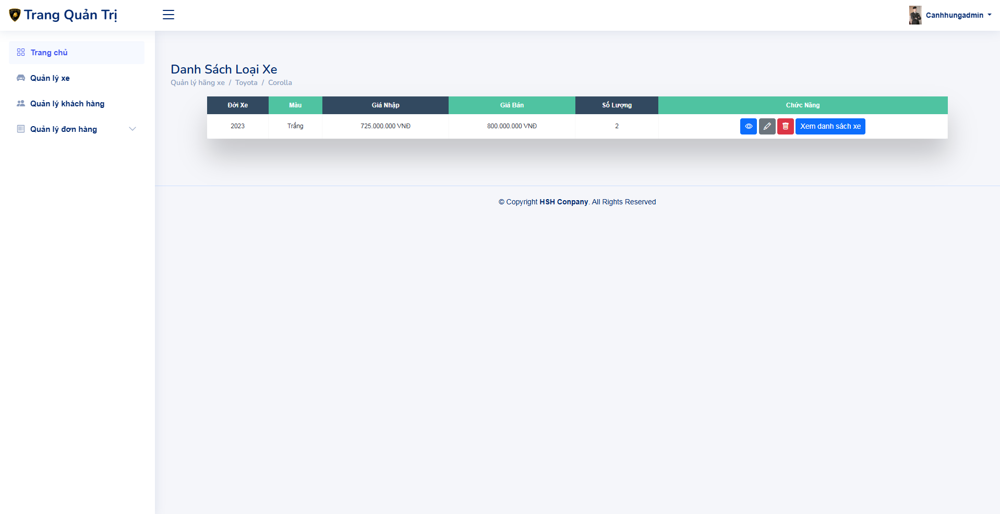 Trang Quản Trị
Canhhungadmin
Trang chủ
Quản lý xe
Quản lý khách hàng
Quản lý đơn hàng
Danh Sách Loại Xe
Quản lý hãng xe / Toyota / Corolla
Đời Xe Màu Giá Nhập Giá Bán Số Lượng Chức Năng
2023 Trắng 725.000.000 VNĐ 800.000.000 VNĐ 2 Xem danh sách xe
© Copyright HSH Conpany. All Rights Reserved